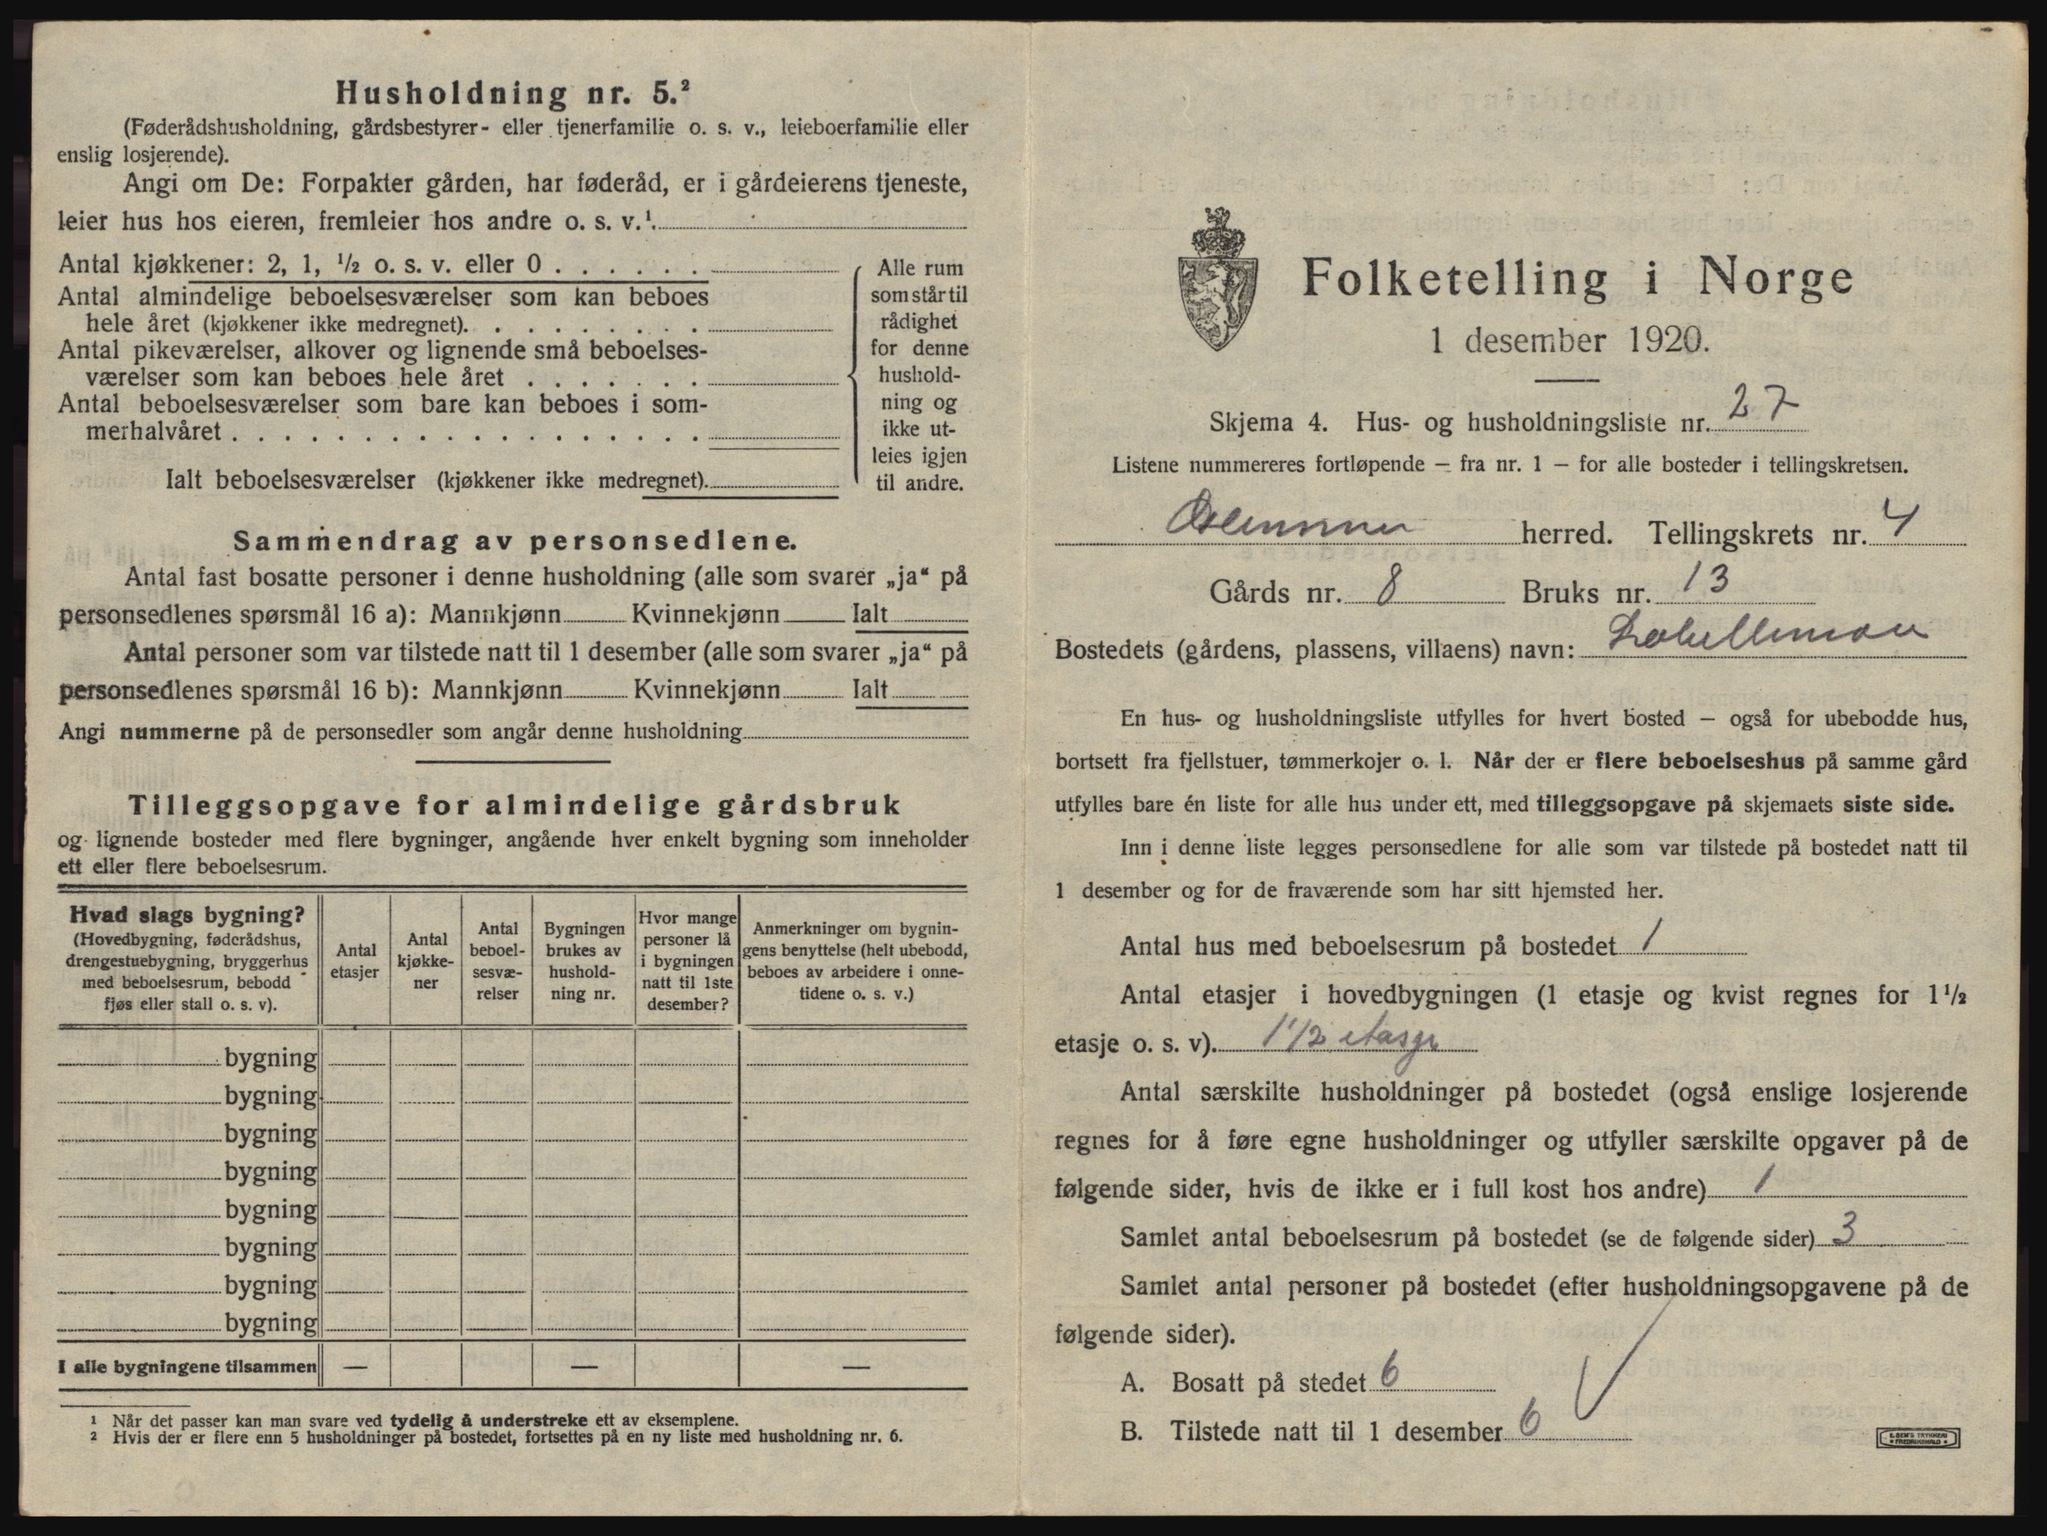 Husholdning nr. 5.²
(Føderådshusholdning, gårdsbestyrer- eller tjenerfamilie o. s. v., leieboerfamilie eller
enslig losjerende).
Angi om De: Forpakter gården, har føderåd, er i gårdeierens tjeneste,
leier hus hos eieren, fremleier hos andre o. s. v.¹.
Antal kjøkkener: 2, 1, ½ o. s. v. eller 0 . . . . . .
Antal almindelige beboelsesværelser som kan beboes
hele året (kjøkkener ikke medregnet). . . . . . . . .
Antal pikeværelser, alkover og lignende små beboelses-
værelser som kan beboes hele året . . . . . . .
Antal beboelsesværelser som bare kan beboes i som-
merhalvåret . . . . . . . . . . . . . . . . .
Ialt beboelsesværelser (kjøkkener ikke medregnet).
Alle rum
som står til
rådighet
for denne
hushold-
ning og
ikke ut-
leies igjen
til andre.
Sammendrag av personsedlene.
Antal fast bosatte personer i denne husholdning (alle som svarer „ja“ på
personsedlenes spørsmål 16 a): Mannkjønn Kvinnekjønn Ialt
Antal personer som var tilstede natt til 1 desember (alle som svarer „ja“ på
personsedlenes spørsmål 16 b): Mannkjønn Kvinnekjønn Ialt
Angi nummerne på de personsedler som angår denne husholdning
Tilleggsopgave for almindelige gårdsbruk
og lignende bosteder med flere bygninger, angående hver enkelt bygning som inneholder
ett eller flere beboelsesrum.
Hvad slags bygning?
(Hovedbygning, føderådshus,
drengestuebygning, bryggerhus
med beboelsesrum, bebodd
fjøs eller stall o. s. v).
Antal
etasjer
Antal
kjøkke-
ner
Antal
beboel-
sesvæ-
relser
Bygningen
brukes av
hushold-
ning nr.
Hvor mange
personer lå
i bygningen
natt til 1ste
desember?
Anmerkninger om bygnin-
gens benyttelse (helt ubebodd,
beboes av arbeidere i onne-
tidene o. s. v.)
bygning
bygning
bygning
bygning
bygning
bygning
bygning
bygning
I alle bygningene tilsammen — — —
¹ Når det passer kan man svare ved tydelig å understreke ett av eksemplene.
² Hvis der er flere enn 5 husholdninger på bostedet, fortsettes på en ny liste med husholdning nr. 6.
Folketelling i Norge
1 desember 1920.
Skjema 4. Hus- og husholdningsliste nr. 27
Listene nummereres fortløpende – fra nr. 1 – for alle bosteder i tellingskretsen.
herred. Tellingskrets nr. 4
Gårds nr. 8 Bruks nr. 13
Bostedets (gårdens, plassens, villaens) navn:
En hus- og husholdningsliste utfylles for hvert bosted – også for ubebodde hus,
bortsett fra fjellstuer, tømmerkojer o. l. Når der er flere beboelseshus på samme gård
utfylles bare én liste for alle hus under ett, med tilleggsopgave på skjemaets siste side.
Inn i denne liste legges personsedlene for alle som var tilstede på bostedet natt til
1 desember og for de fraværende som har sitt hjemsted her.
Antal hus med beboelsesrum på bostedet 1
Antal etasjer i hovedbygningen (1 etasje og kvist regnes for 1½
etasje o. s. v). 1 1/2 etasje
Antal særskilte husholdninger på bostedet (også enslige losjerende
regnes for å føre egne husholdninger og utfyller særskilte opgaver på de
følgende sider, hvis de ikke er i full kost hos andre) 1
Samlet antal beboelsesrum på bostedet (se de følgende sider) 3
Samlet antal personer på bostedet (efter husholdningsopgavene på de
følgende sider).
A. Bosatt på stedet 6
B. Tilstede natt til 1 desember 6